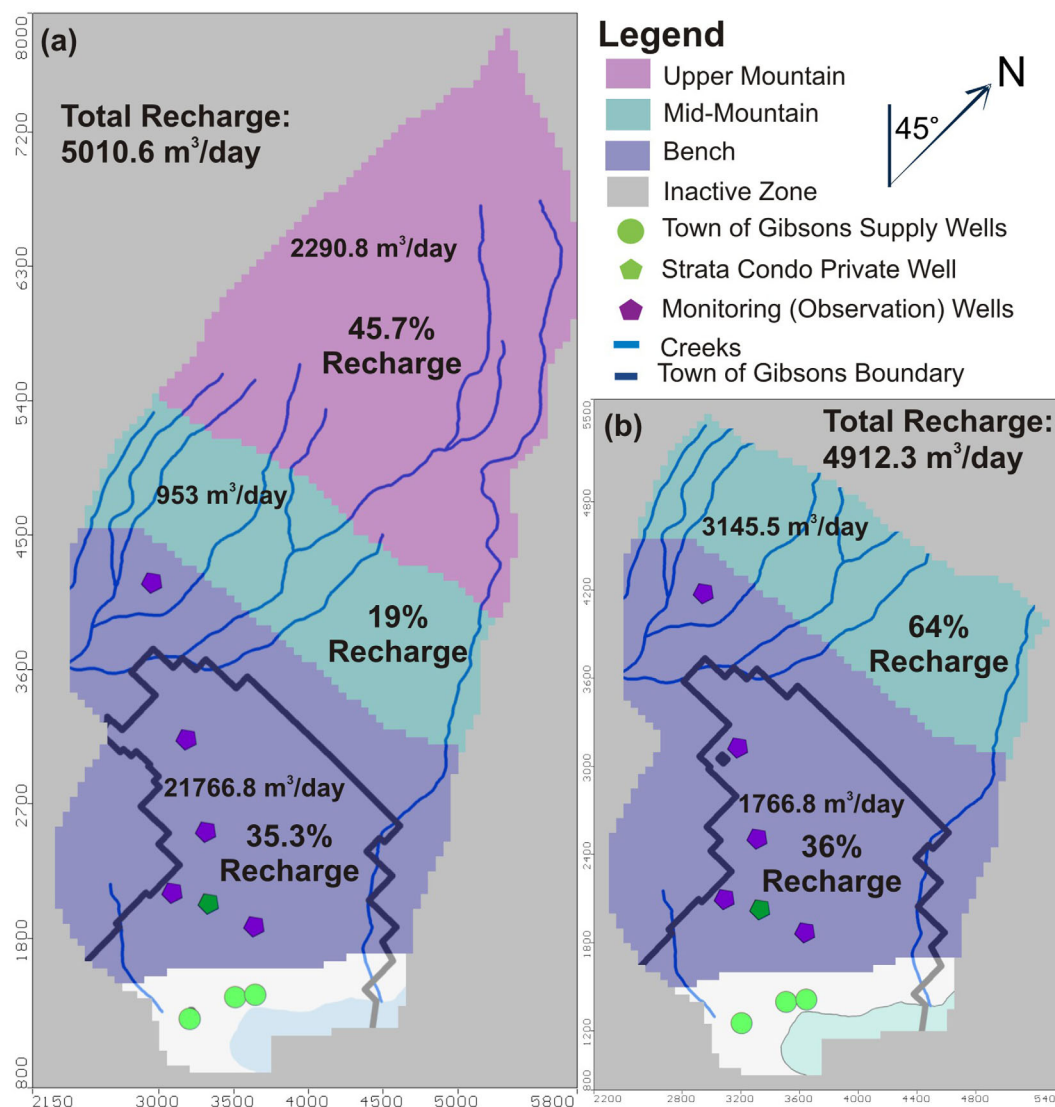 (a)
Total Recharge:
5010.6 m³/day
2290.8 m³/day
45.7%
Recharge
953 m³/day
19%
Recharge
21766.8 m³/day
35.3%
Recharge
8000
7200
6300
5400
4500
3600
2700
1800
800
2150
3000
3500
4000
4500
5000
5800
Legend
Upper Mountain
Mid-Mountain
Bench
Inactive Zone
Town of Gibsons Supply Wells
Strata Condo Private Well
Monitoring (Observation) Wells
Creeks
Town of Gibsons Boundary
N
45°
(b)
Total Recharge:
4912.3 m³/day
3145.5 m³/day
64%
Recharge
1766.8 m³/day
36%
Recharge
5500
4800
4200
3600
3000
2400
1800
1200
800
2200
2800
3200
3600
4000
4400
4800